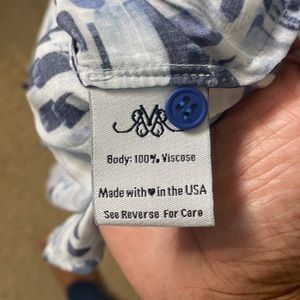 Body: 100% Viscose
Made with ♥ in the USA
See Reverse For Care